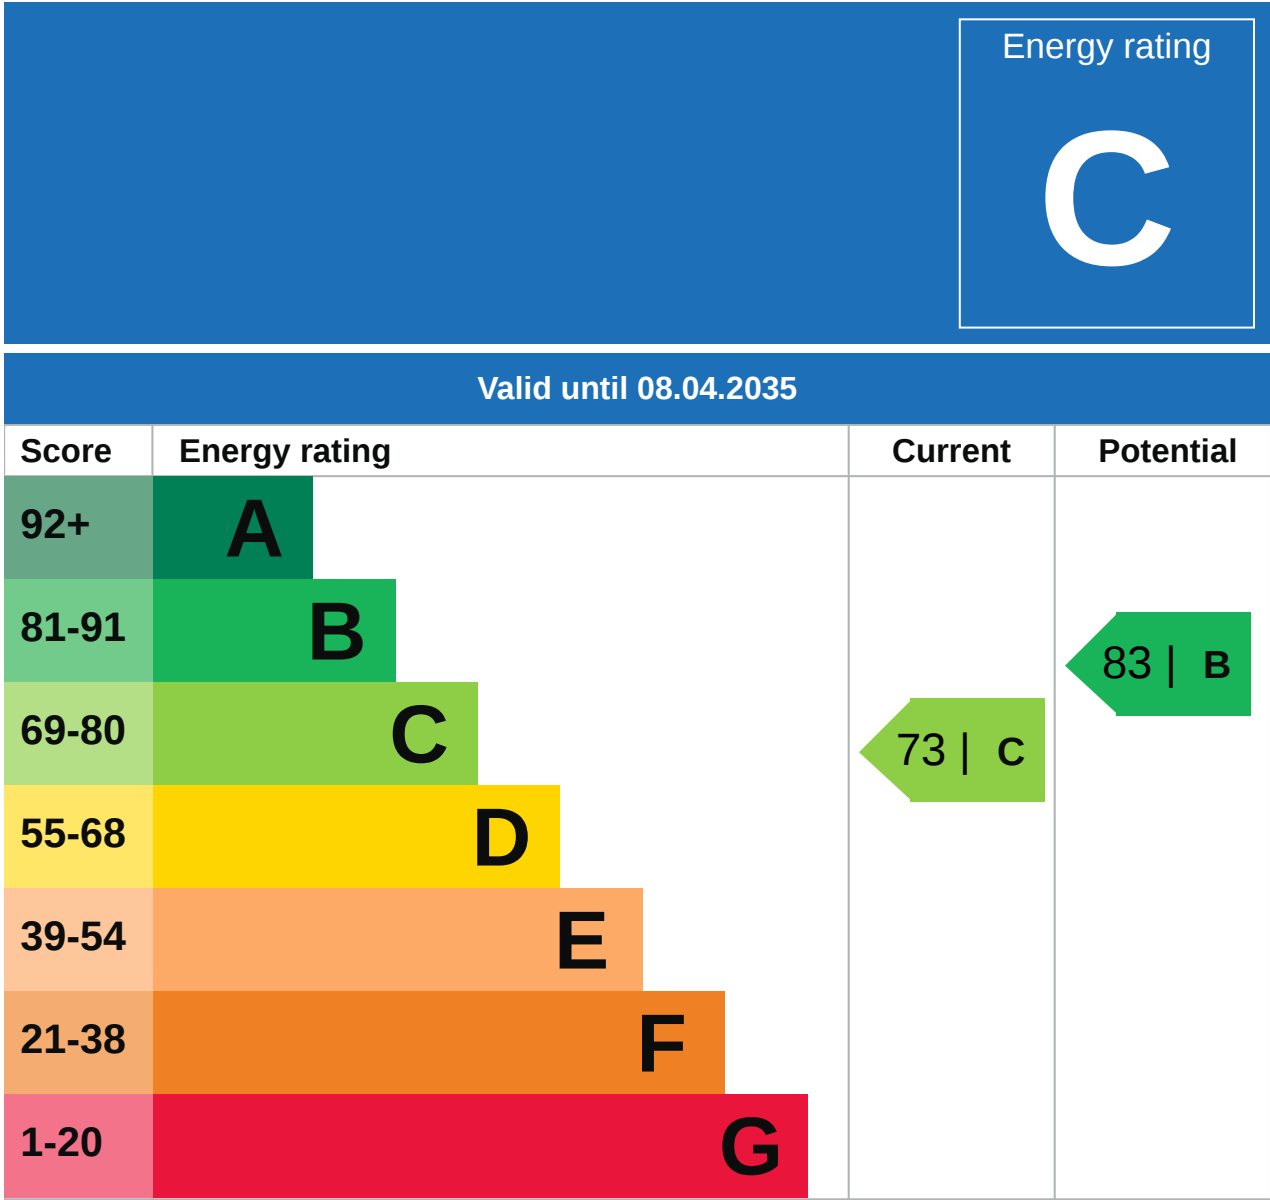 Energy rating
C
Valid until 08.04.2035
Score Energy rating Current Potential
92+ A
81-91 B
83 | B
69-80 C
73 | C
55-68 D
39-54 E
21-38 F
1-20 G